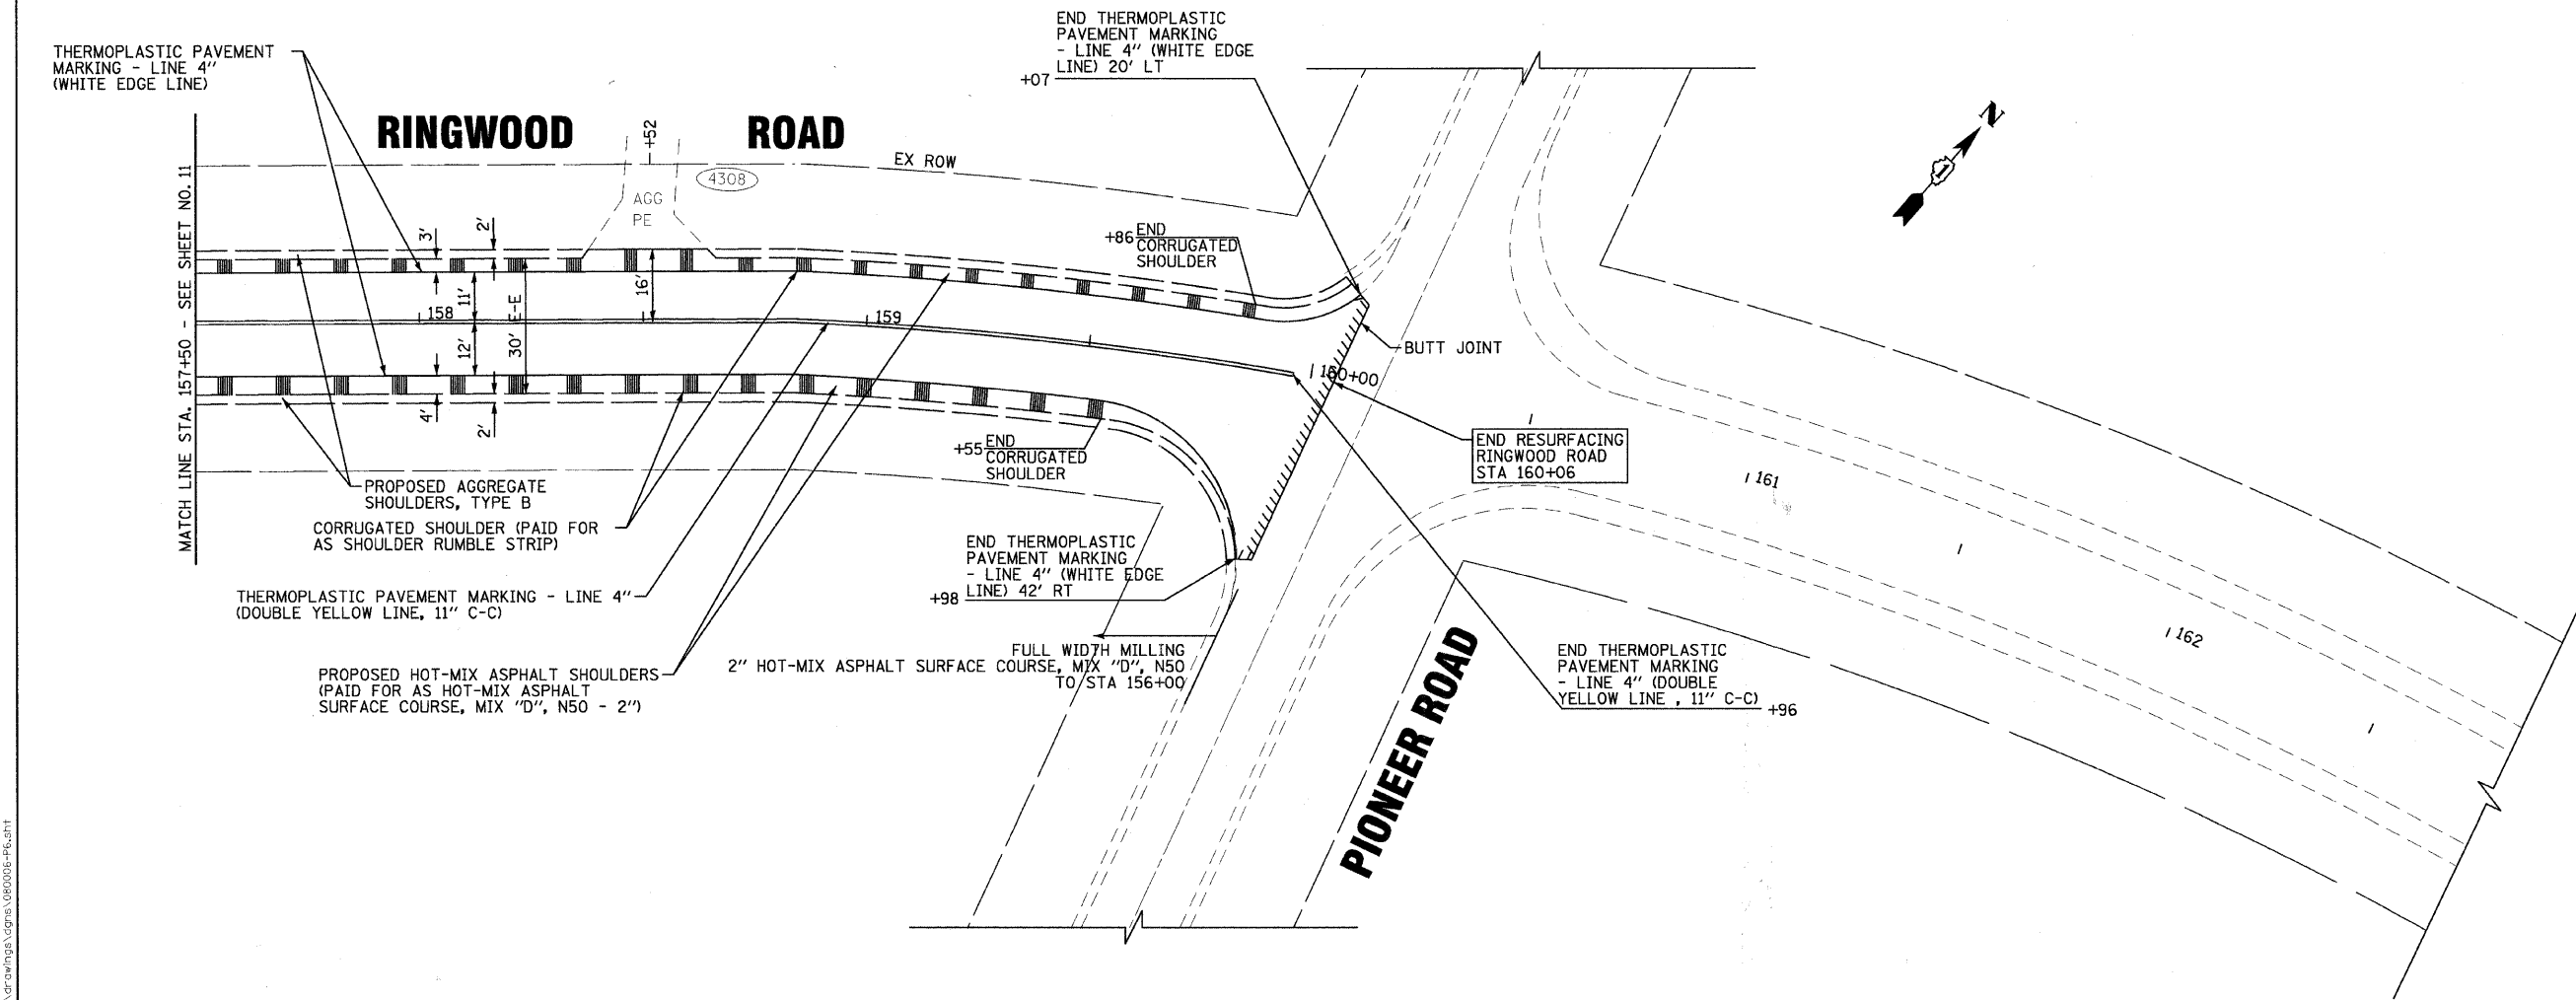 END THERMOPLASTIC
PAVEMENT MARKING
- LINE 4" (WHITE EDGE
LINE) 20' LT
+07
THERMOPLASTIC PAVEMENT
MARKING - LINE 4"
(WHITE EDGE LINE)
RINGWOOD ROAD
+52
N
1
EX ROW
4308
AGG
PE
MATCH LINE STA. 157+50 - SEE SHEET NO. 11
3'
2'
+86
END
CORRUGATED
SHOULDER
16'
11'
158
159
30' E-E
12'
BUTT JOINT
160+00
4'
2'
END RESURFACING
RINGWOOD ROAD
STA 160+06
+55
END
CORRUGATED
SHOULDER
161
PROPOSED AGGREGATE
SHOULDERS, TYPE B
CORRUGATED SHOULDER (PAID FOR
AS SHOULDER RUMBLE STRIP)
END THERMOPLASTIC
PAVEMENT MARKING
- LINE 4" (WHITE EDGE
LINE) 42' RT
+98
THERMOPLASTIC PAVEMENT MARKING - LINE 4"
(DOUBLE YELLOW LINE, 11" C-C)
162
FULL WIDTH MILLING
2" HOT-MIX ASPHALT SURFACE COURSE, MIX "D", N50
TO STA 156+00
PROPOSED HOT-MIX ASPHALT SHOULDERS
(PAID FOR AS HOT-MIX ASPHALT
SURFACE COURSE, MIX "D", N50 - 2")
PIONEER ROAD
END THERMOPLASTIC
PAVEMENT MARKING
- LINE 4" (DOUBLE
YELLOW LINE , 11" C-C)
+96
\drawings\dgns\080006-P6.sht